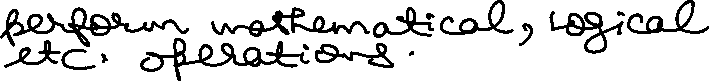 perform mathematical, logical
etc. operations.